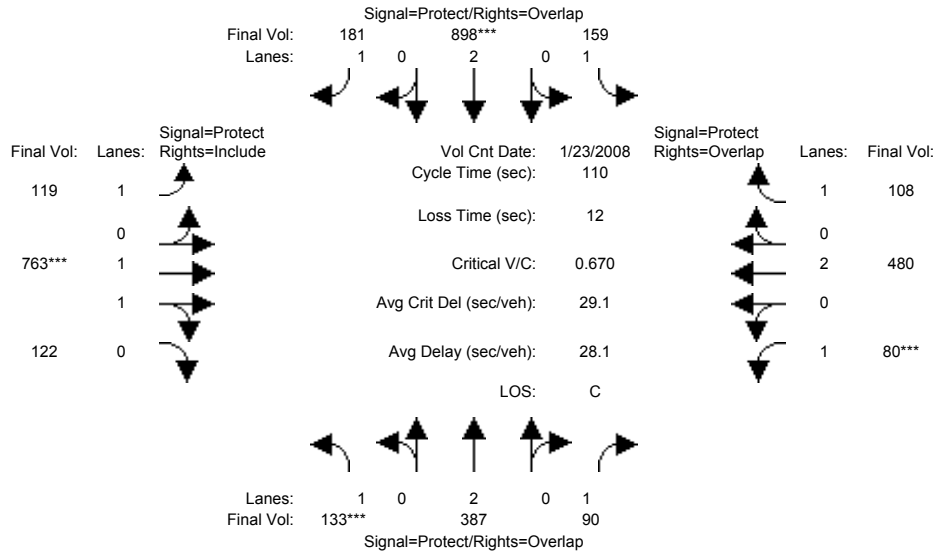 Signal=Protect/Rights=Overlap
Final Vol: 181 898*** 159
Lanes: 1 0 2 0 1
Signal=Protect Signal=Protect
Final Vol: Lanes: Rights=Include Vol Cnt Date: 1/23/2008 Rights=Overlap Lanes: Final Vol:
Cycle Time (sec): 110
119 1 1 108
Loss Time (sec): 12
0 0
763*** 1 Critical V/C: 0.670 2 480
1 Avg Crit Del (sec/veh): 29.1 0
122 0 Avg Delay (sec/veh): 28.1 1 80***
LOS: C
Lanes: 1 0 2 0 1
Final Vol: 133*** 387 90
Signal=Protect/Rights=Overlap